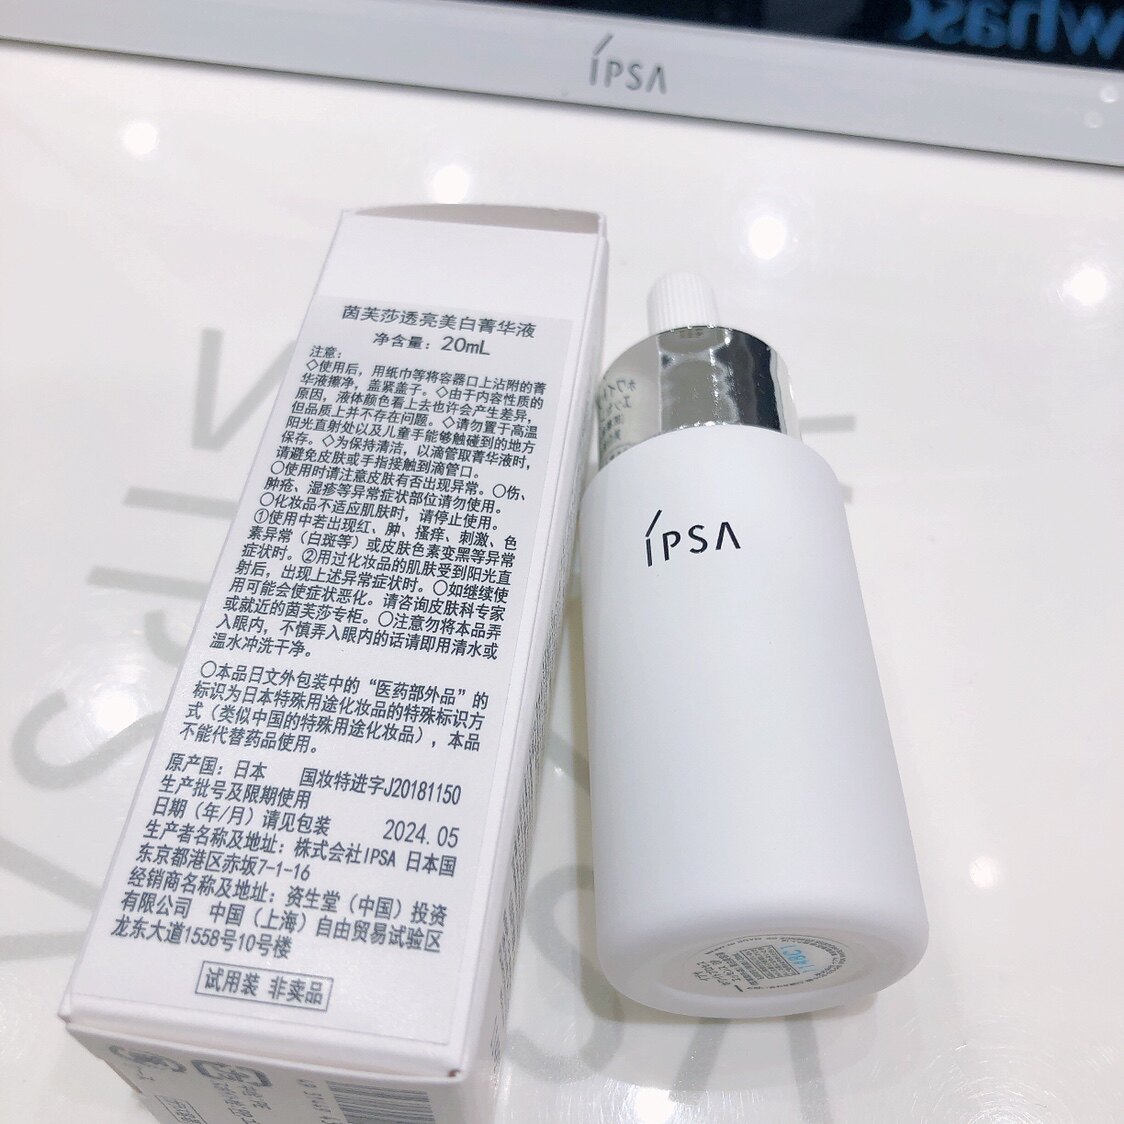 ÍPSA
茵芙莎透亮美白菁华液
净含量：20mL
注意：
◇使用后，用纸巾等将容器口上沾附的菁
华液擦净，盖紧盖子。◇由于内容性质的
原因，液体颜色看上去也许会产生差异，
但品质上并不存在问题。◇请勿置于高温
阳光直射处以及儿童手能够触碰到的地方
保存。◇为保持清洁，以滴管取菁华液时，
请避免皮肤或手指接触到滴管口。
○使用时请注意皮肤有否出现异常。○伤、
肿疮、湿疹等异常症状部位请勿使用。
○化妆品不适应肌肤时，请停止使用。
①使用中若出现红、肿、搔痒、刺激、色
素异常（白斑等）或皮肤色素变黑等异常
症状时。②用过化妆品的肌肤受到阳光直
射后，出现上述异常症状时。○如继续使
用可能会使症状恶化。请咨询皮肤科专家
或就近的茵芙莎专柜。○注意勿将本品弄
入眼内，不慎弄入眼内的话请即用清水或
温水冲洗干净。
○本品日文外包装中的“医药部外品”的
标识为日本特殊用途化妆品的特殊标识方
式（类似中国的特殊用途化妆品），本品
不能代替药品使用。
原产国：日本 国妆特进字J20181150
生产批号及限期使用
日期（年/月）请见包装 2024.05
生产者名称及地址：株式会社IPSA 日本国
东京都港区赤坂7-1-16
经销商名称及地址：资生堂（中国）投资
有限公司 中国（上海）自由贸易试验区
龙东大道1558号10号楼
试用装 非卖品
ÍPSA